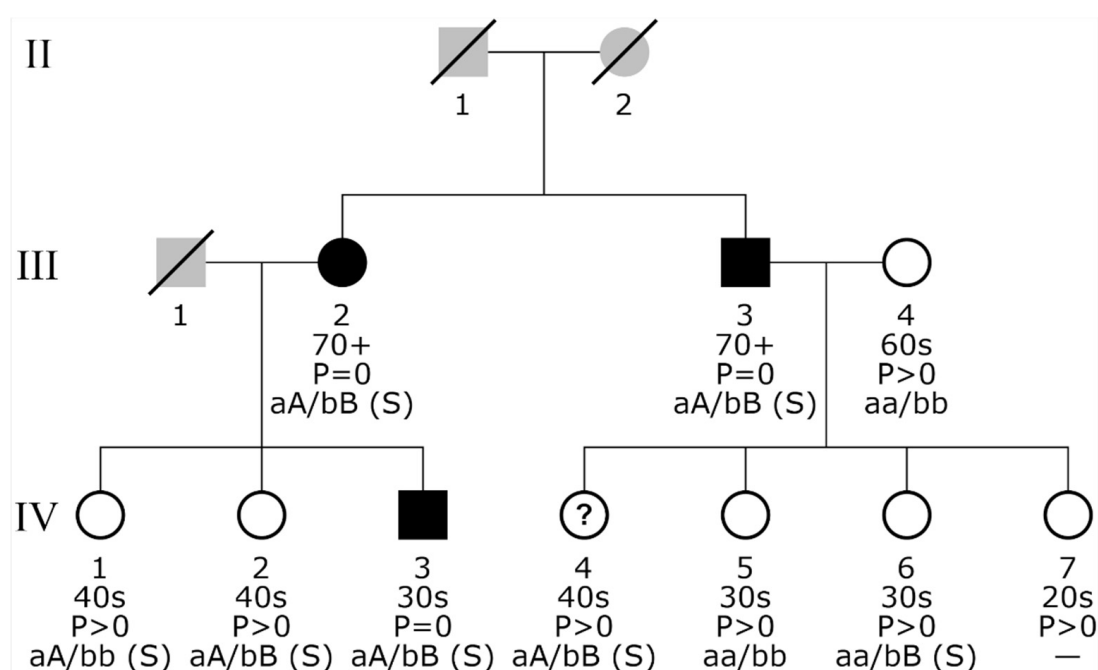 II
1 2
III
1 2 3 4
70+ 70+ 60s
P=0 P=0 P>0
aA/bB (S) aA/bB (S) aa/bb
?
IV
1 2 3 4 5 6 7
40s 40s 30s 40s 30s 30s 20s
P>0 P>0 P=0 P>0 P>0 P>0 P>0
aA/bb (S) aA/bB (S) aA/bB (S) aA/bB (S) aa/bb aa/bB (S) —